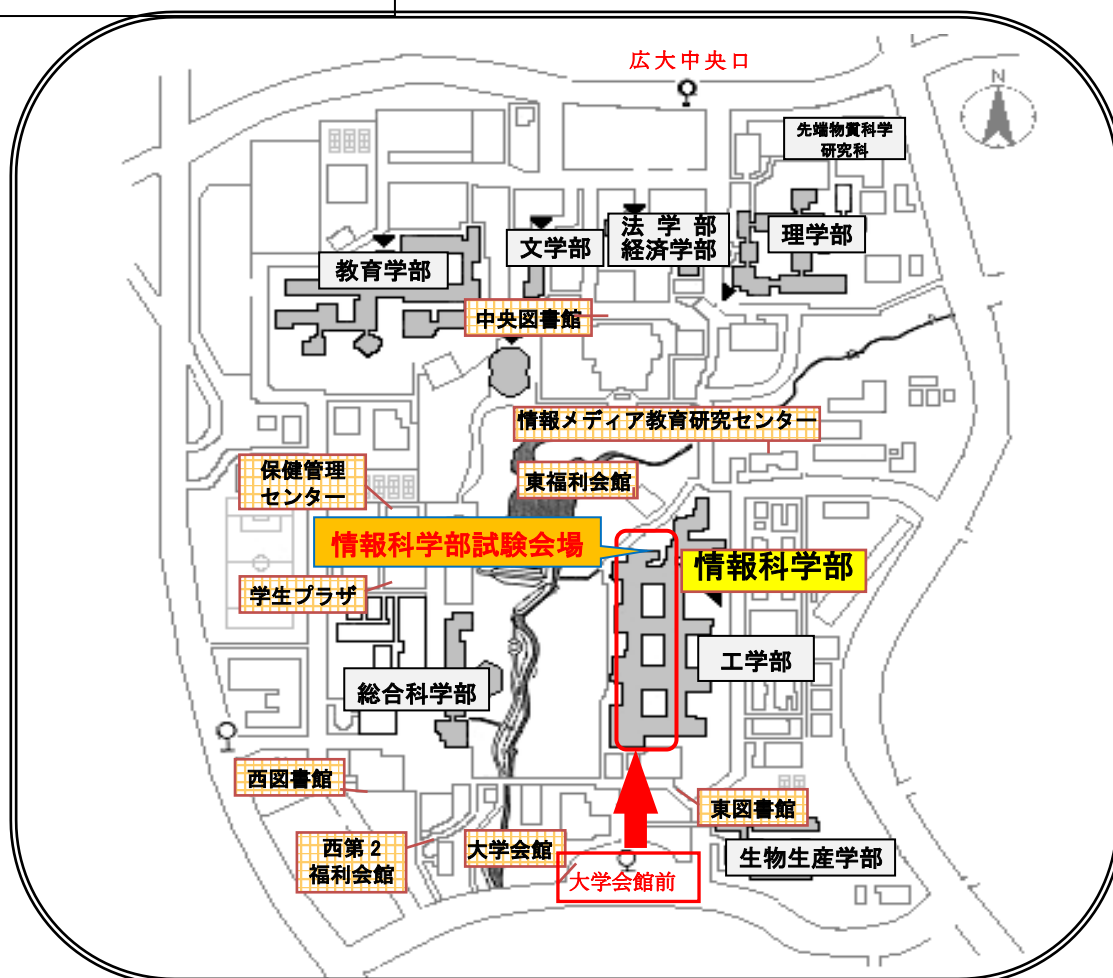 広大中央口
N
先端物質科学
研究科
文学部
法 学 部
経済学部
理学部
教育学部
中央図書館
情報メディア教育研究センター
保健管理
センター
東福利会館
情報科学部試験会場
情報科学部
学生プラザ
工学部
総合科学部
西図書館
東図書館
西第２
福利会館
大学会館
生物生産学部
大学会館前